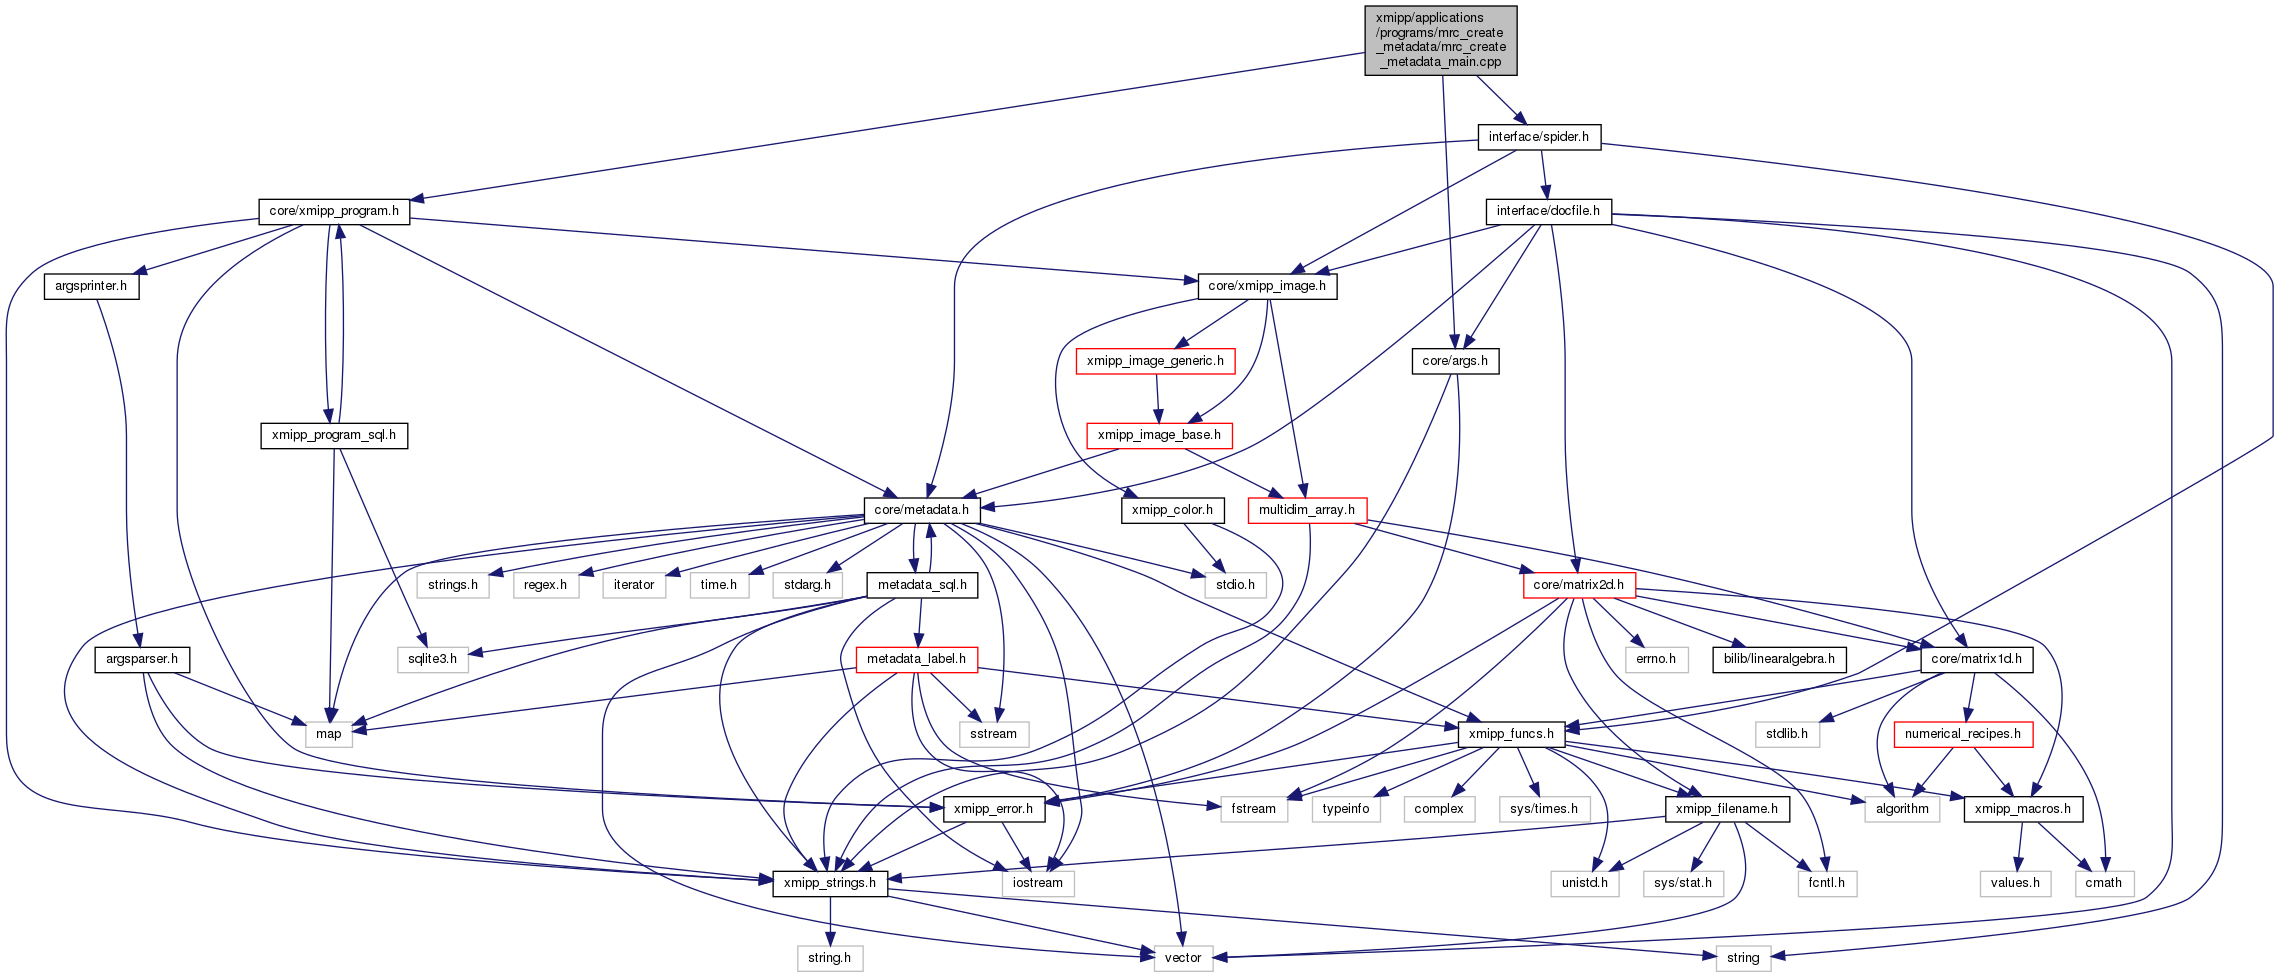 xmipp/applications
/programs/mrc_create
_metadata/mrc_create
_metadata_main.cpp
interface/spider.h
core/xmipp_program.h
interface/docfile.h
argsprinter.h
core/xmipp_image.h
xmipp_image_generic.h
core/args.h
xmipp_program_sql.h
xmipp_image_base.h
core/metadata.h
xmipp_color.h
multidim_array.h
strings.h
regex.h
iterator
time.h
stdarg.h
metadata_sql.h
stdio.h
core/matrix2d.h
argsparser.h
sqlite3.h
metadata_label.h
errno.h
bilib/linearalgebra.h
core/matrix1d.h
map
sstream
xmipp_funcs.h
stdlib.h
numerical_recipes.h
xmipp_error.h
fstream
typeinfo
complex
sys/times.h
xmipp_filename.h
algorithm
xmipp_macros.h
xmipp_strings.h
iostream
unistd.h
sys/stat.h
fcntl.h
values.h
cmath
string.h
vector
string